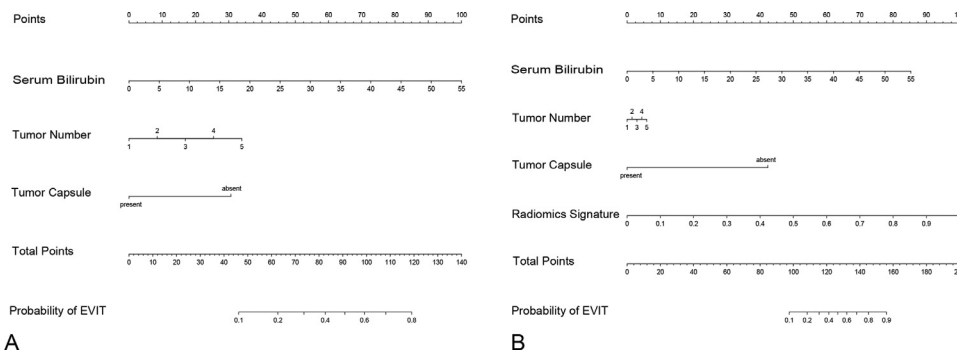 Points
0 10 20 30 40 50 60 70 80 90 100
Serum Bilirubin
0 5 10 15 20 25 30 35 40 45 50 55
Tumor Number
2 4
1 3 5
Tumor Capsule
absent
present
Total Points
0 10 20 30 40 50 60 70 80 90 100 110 120 130 140
Probability of EVIT
0.1 0.2 0.4 0.6 0.8
A
Points
0 10 20 30 40 50 60 70 80 90
Serum Bilirubin
0 5 10 15 20 25 30 35 40 45 50 55
Tumor Number
2 4
1 3 5
Tumor Capsule
absent
present
Radiomics Signature
0 0.1 0.2 0.3 0.4 0.5 0.6 0.7 0.8 0.9
Total Points
0 20 40 60 80 100 120 140 160 180
Probability of EVIT
0.1 0.2 0.4 0.6 0.8 0.9
B